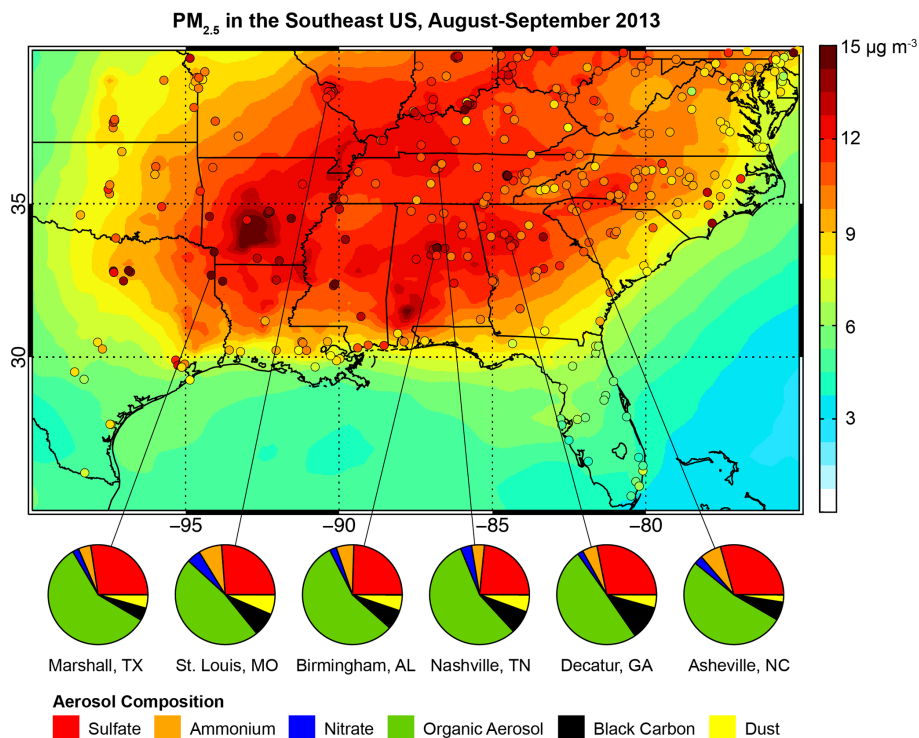 PM2.5 in the Southeast US, August-September 2013
15 μg m-3
12
9
6
3
35
30
−95
−90
−85
−80
Marshall, TX
St. Louis, MO
Birmingham, AL
Nashville, TN
Decatur, GA
Asheville, NC
Aerosol Composition
Sulfate
Ammonium
Nitrate
Organic Aerosol
Black Carbon
Dust